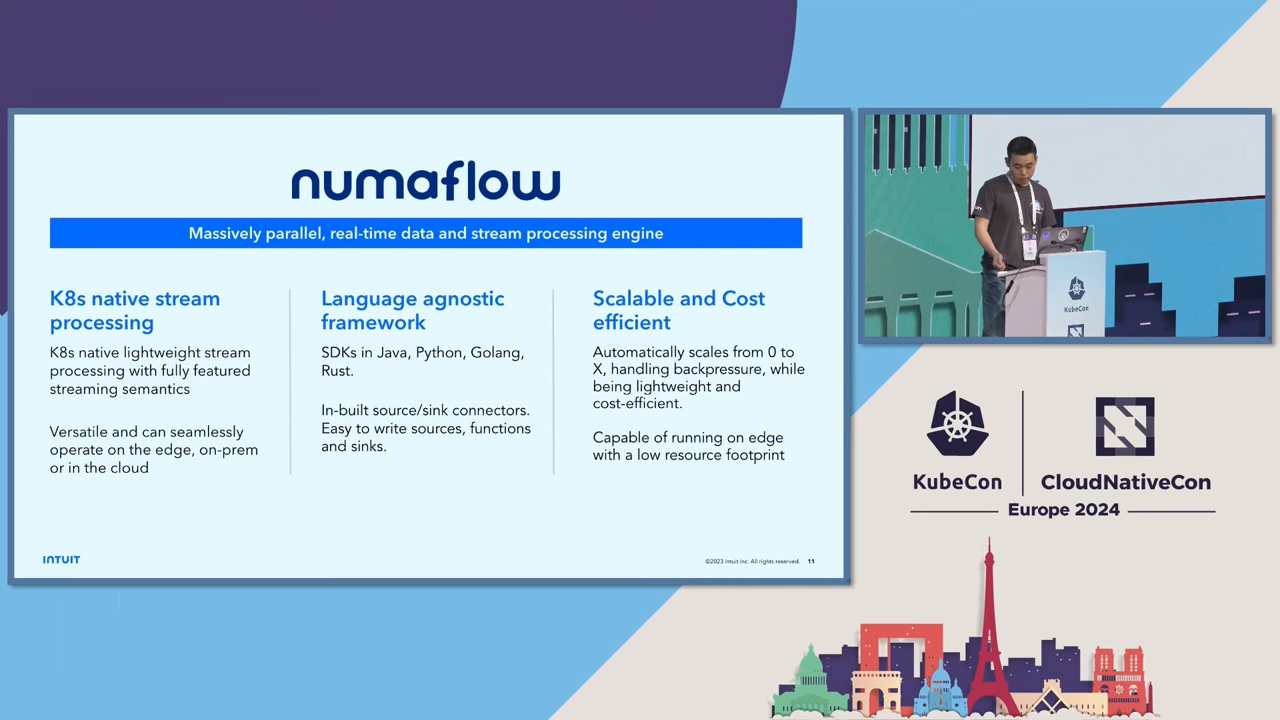 numaflow
Massively parallel, real-time data and stream processing engine
K8s native stream
processing
K8s native lightweight stream
processing with fully featured
streaming semantics
Versatile and can seamlessly
operate on the edge, on-prem
or in the cloud
Language agnostic
framework
SDKs in Java, Python, Golang,
Rust.
In-built source/sink connectors.
Easy to write sources, functions
and sinks.
Scalable and Cost
efficient
Automatically scales from 0 to
X, handling backpressure, while
being lightweight and
cost-efficient.
Capable of running on edge
with a low resource footprint
INTUIT
©2023 Intuit Inc. All rights reserved. 11
KubeCon
KubeCon
CloudNativeCon
Europe 2024